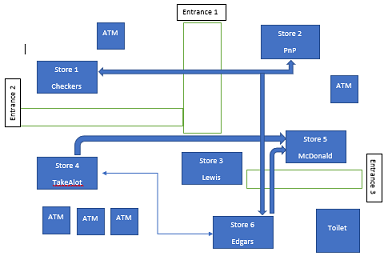 Entrance 1
ATM
Store 2
PnP
Store 1
Checkers
ATM
Entrance 2
Store 5
McDonald
Store 3
Lewis
Store 4
TakeAlot
Entrance 3
ATM
ATM
ATM
Store 6
Edgars
Toilet